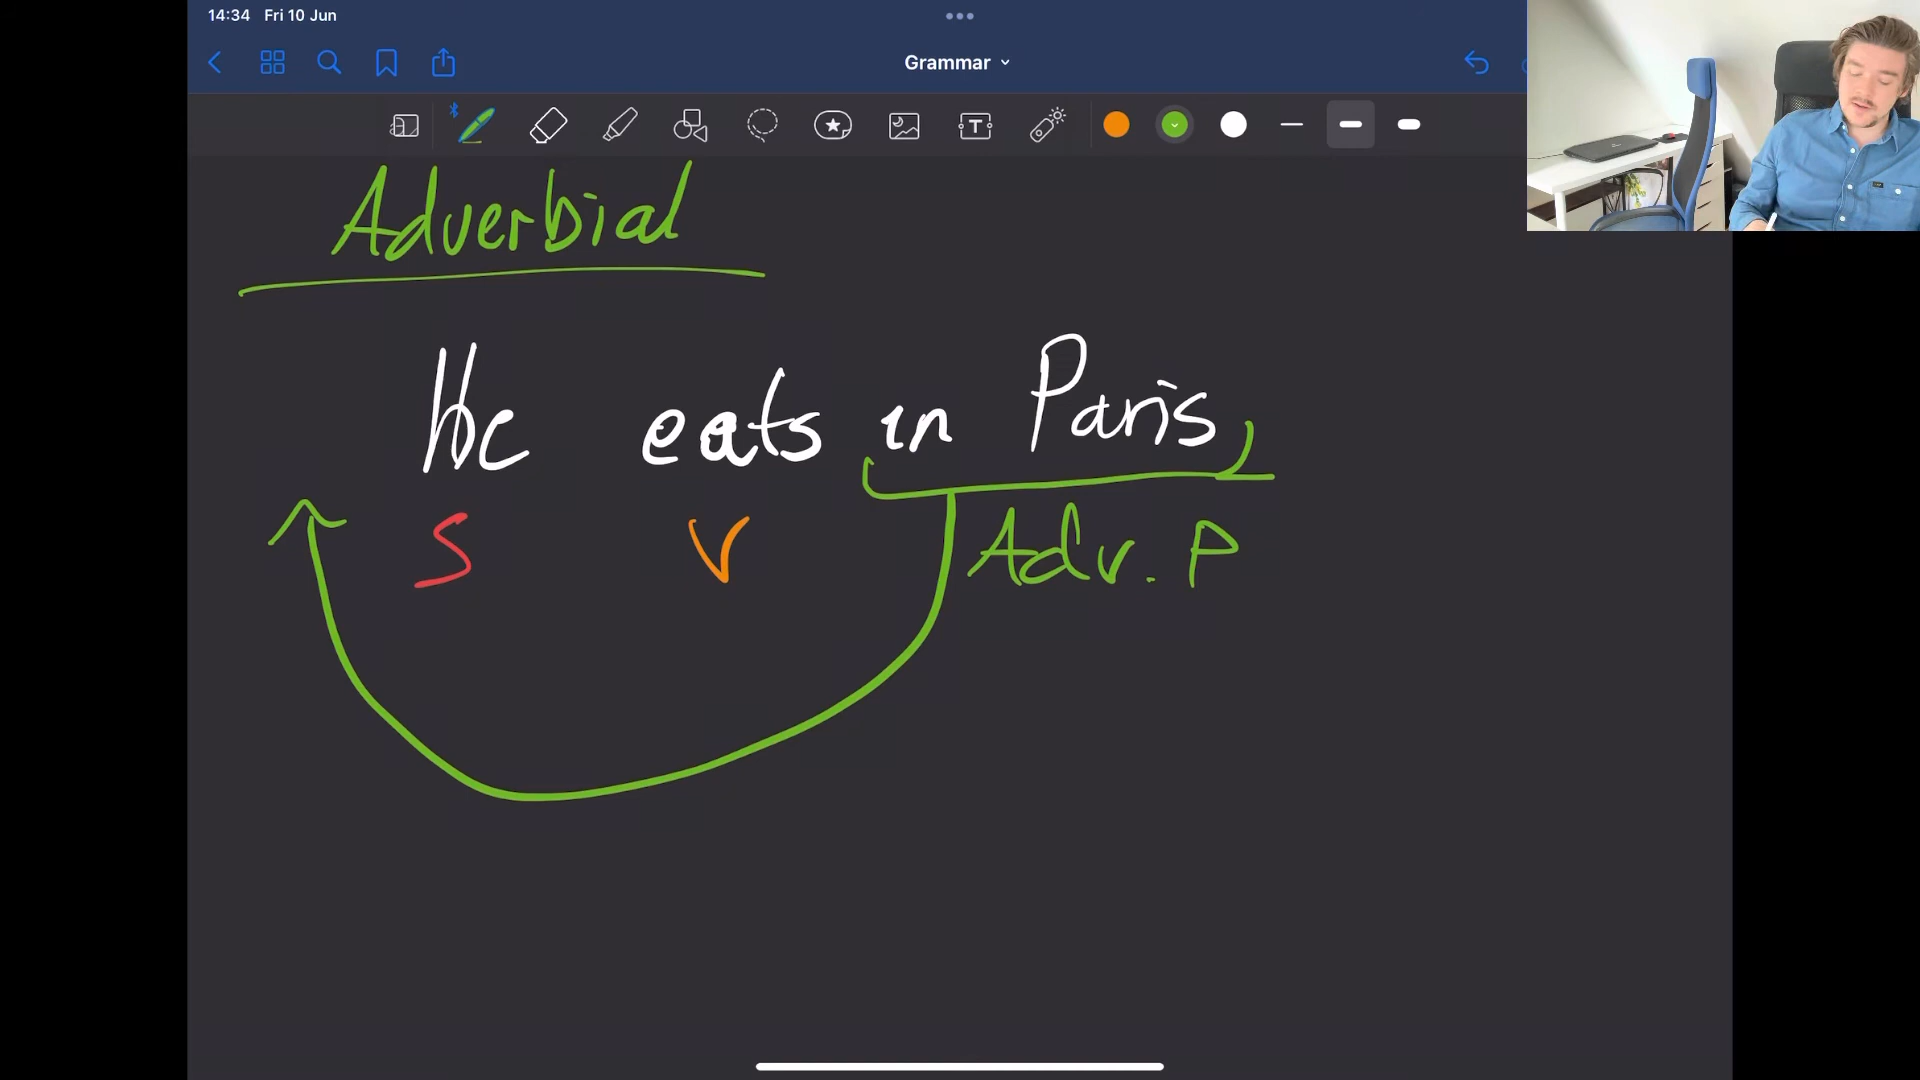 14:34 Fri 10 Jun
Grammar
T
Adverbial
He eats in Paris
S V Adv. P